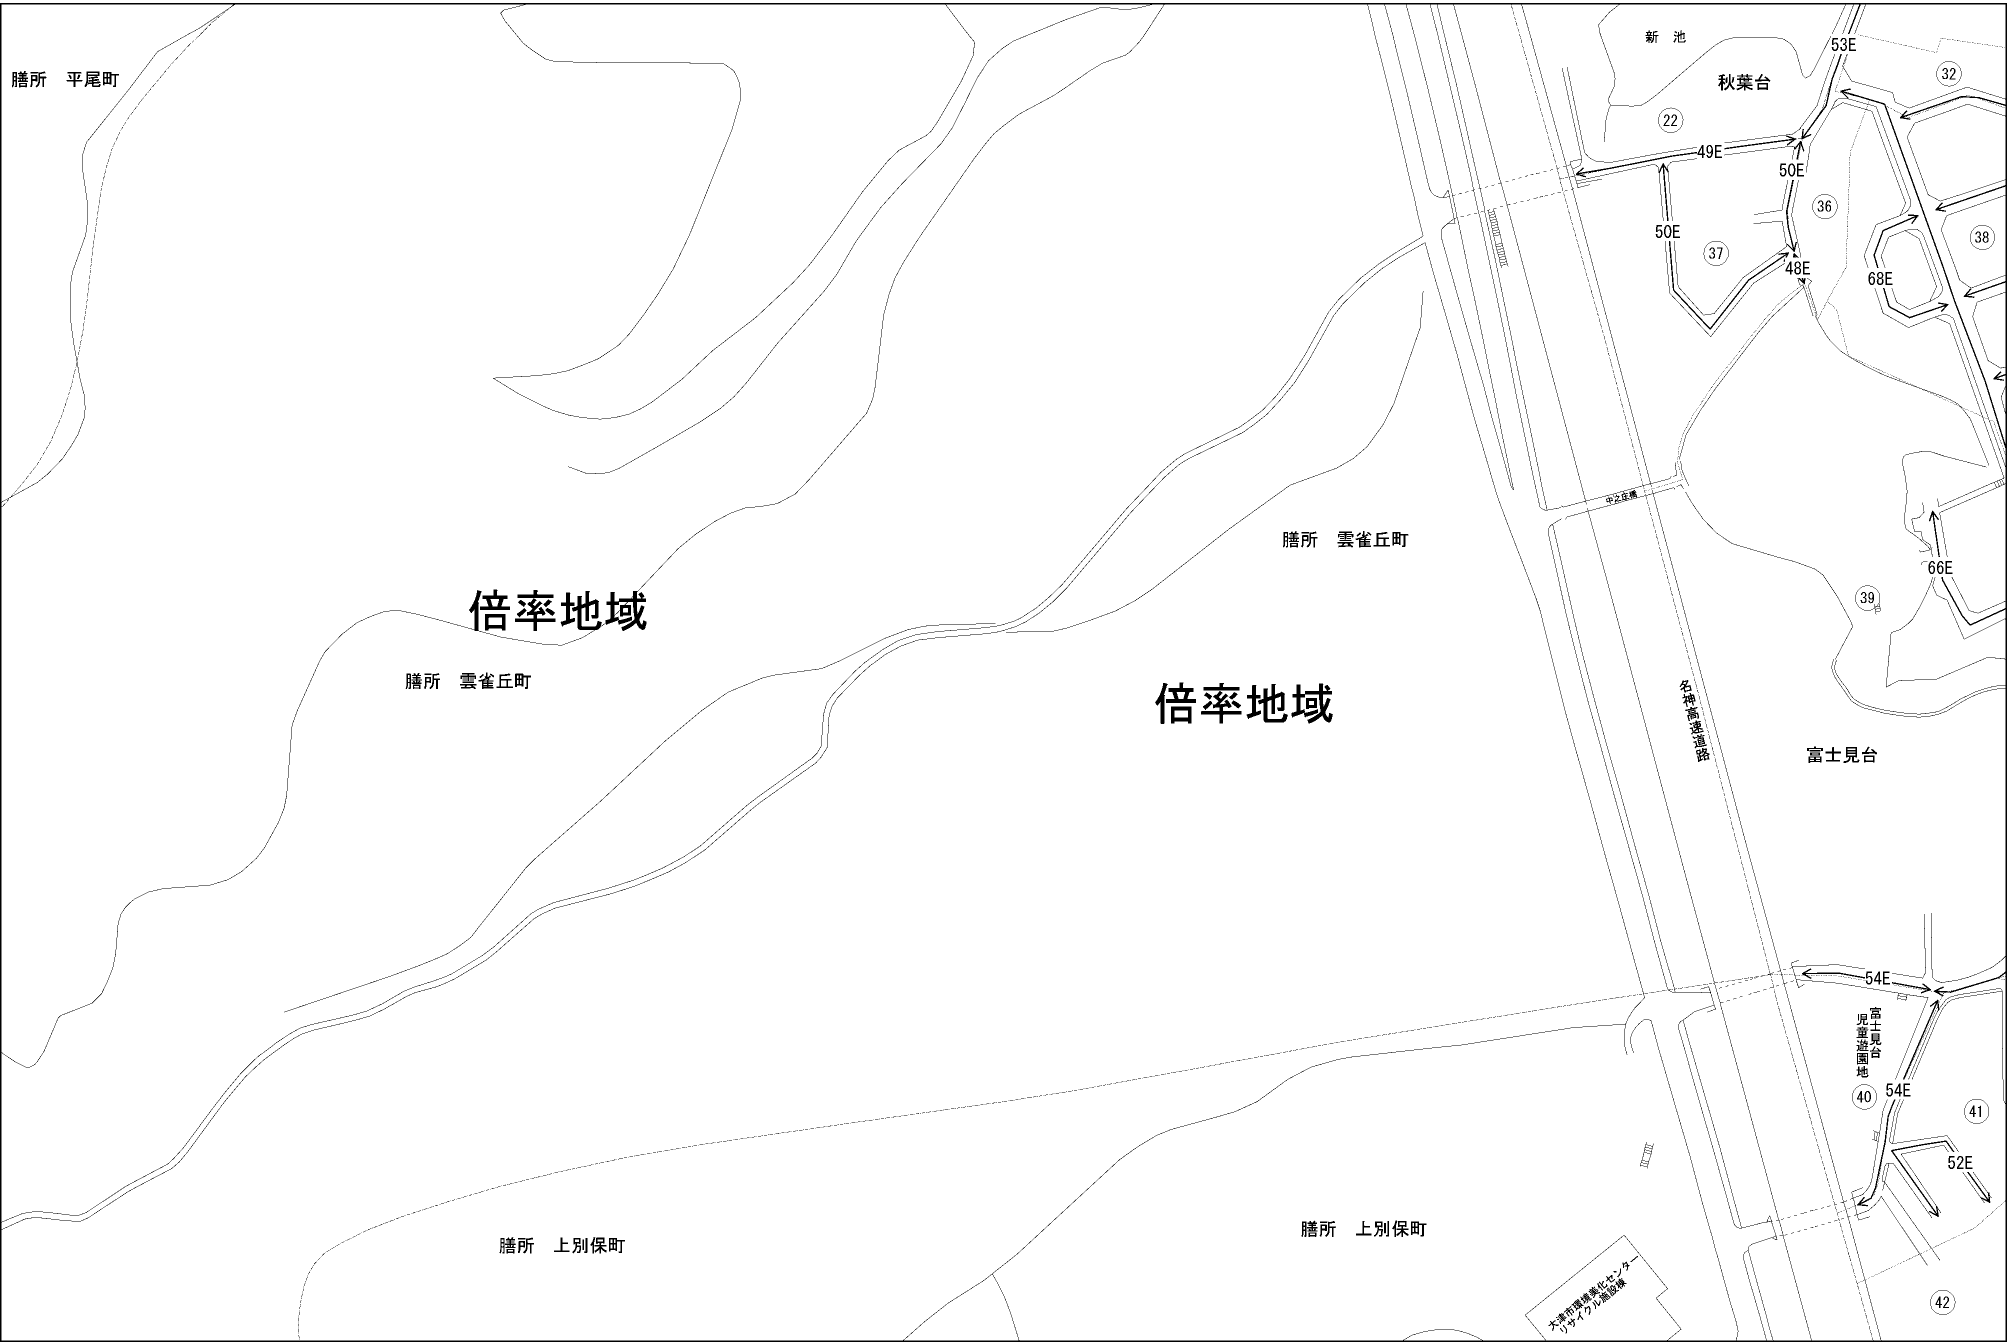 新　池
53E
32
膳所　平尾町
秋葉台
22
49E
50E
36
50E
37
38
48E
68E
中之庄橋
膳所　雲雀丘町
66E
39
倍率地域
膳所　雲雀丘町
倍率地域
名神高速道路
富士見台
54E
富士見台
児童遊園地
54E
40
41
52E
膳所　上別保町
膳所　上別保町
大津市環境美化センター
リサイクル施設棟
42